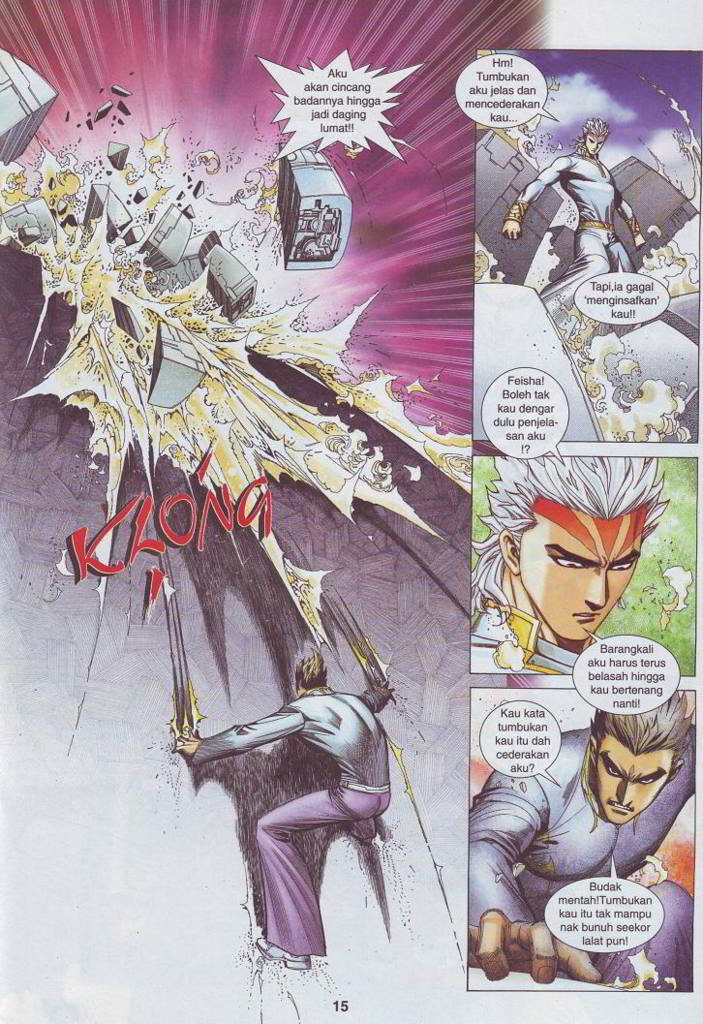 Aku
akan cincang
badannya hingga
jadi daging
lumat!!
KLONG
!
Hm!
Tumbukan
aku jelas dan
mencederakan
kau...
Tapi,ia gagal
'menginsafkan'
kau!!
Feisha!
Boleh tak
kau dengar
dulu penjela-
san aku
!?
Barangkali
aku harus terus
belasah hingga
kau bertenang
nanti!
Kau kata
tumbukan
kau itu dah
cederakan
aku?
Budak
mentah!Tumbukan
kau itu tak mampu
nak bunuh seekor
lalat pun!
15